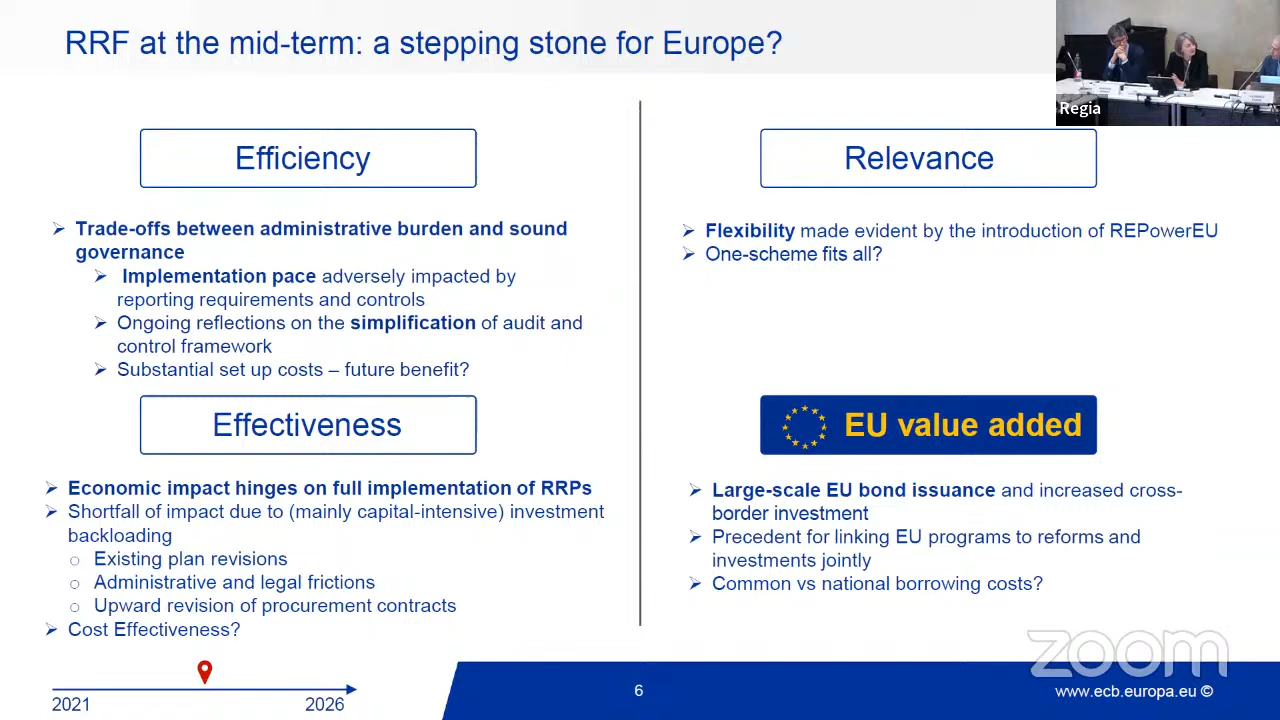 RRF at the mid-term: a stepping stone for Europe?
Regia
Efficiency
➢ Trade-offs between administrative burden and sound
governance
➢ Implementation pace adversely impacted by
reporting requirements and controls
➢ Ongoing reflections on the simplification of audit and
control framework
➢ Substantial set up costs – future benefit?
Effectiveness
➢ Economic impact hinges on full implementation of RRPs
➢ Shortfall of impact due to (mainly capital-intensive) investment
backloading
○ Existing plan revisions
○ Administrative and legal frictions
○ Upward revision of procurement contracts
➢ Cost Effectiveness?
Relevance
➢ Flexibility made evident by the introduction of REPowerEU
➢ One-scheme fits all?
EU value added
➢ Large-scale EU bond issuance and increased cross-
border investment
➢ Precedent for linking EU programs to reforms and
investments jointly
➢ Common vs national borrowing costs?
2021
2026
6
zoom
www.ecb.europa.eu ©